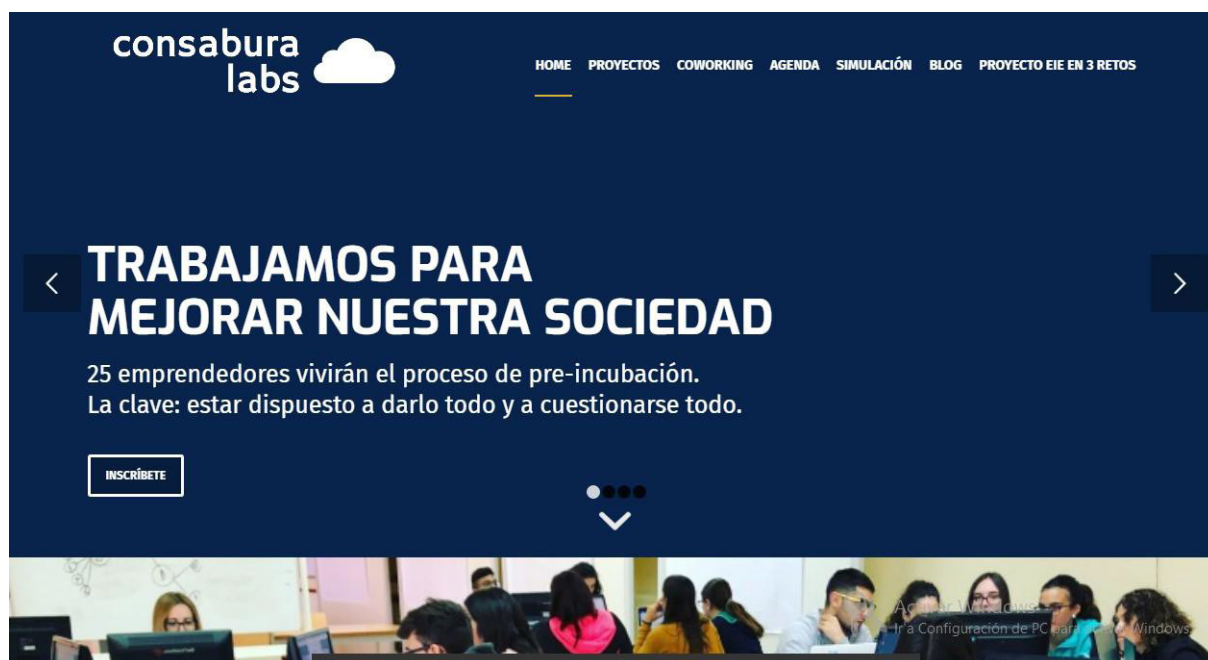 consabura
labs
HOME PROYECTOS COWORKING AGENDA SIMULACIÓN BLOG PROYECTO EIE EN 3 RETOS
TRABAJAMOS PARA
MEJORAR NUESTRA SOCIEDAD
25 emprendedores vivirán el proceso de pre-incubación.
La clave: estar dispuesto a darlo todo y a cuestionarse todo.
INSCRÍBETE
Windows
Ir a Configuración de PC para Windows